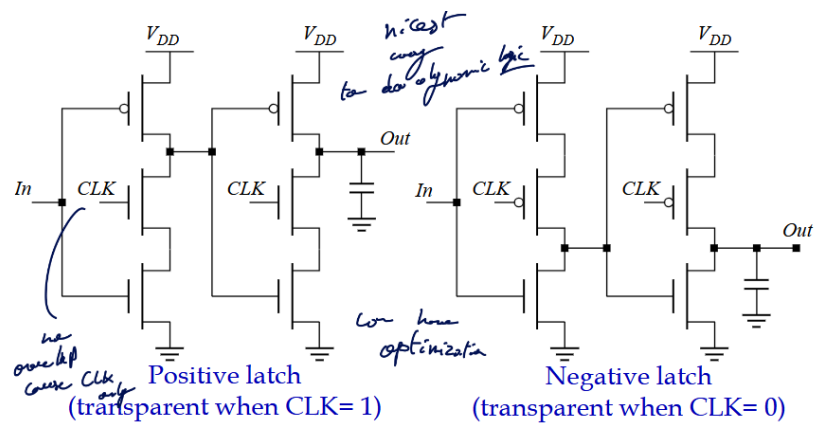 nicest
way
to do dynamic logic
V_DD
V_DD
V_DD
V_DD
Out
In
CLK
CLK
In
CLK
CLK
Out
no
overlap
cause CLK
only
can have
optimization
Positive latch
(transparent when CLK= 1)
Negative latch
(transparent when CLK= 0)